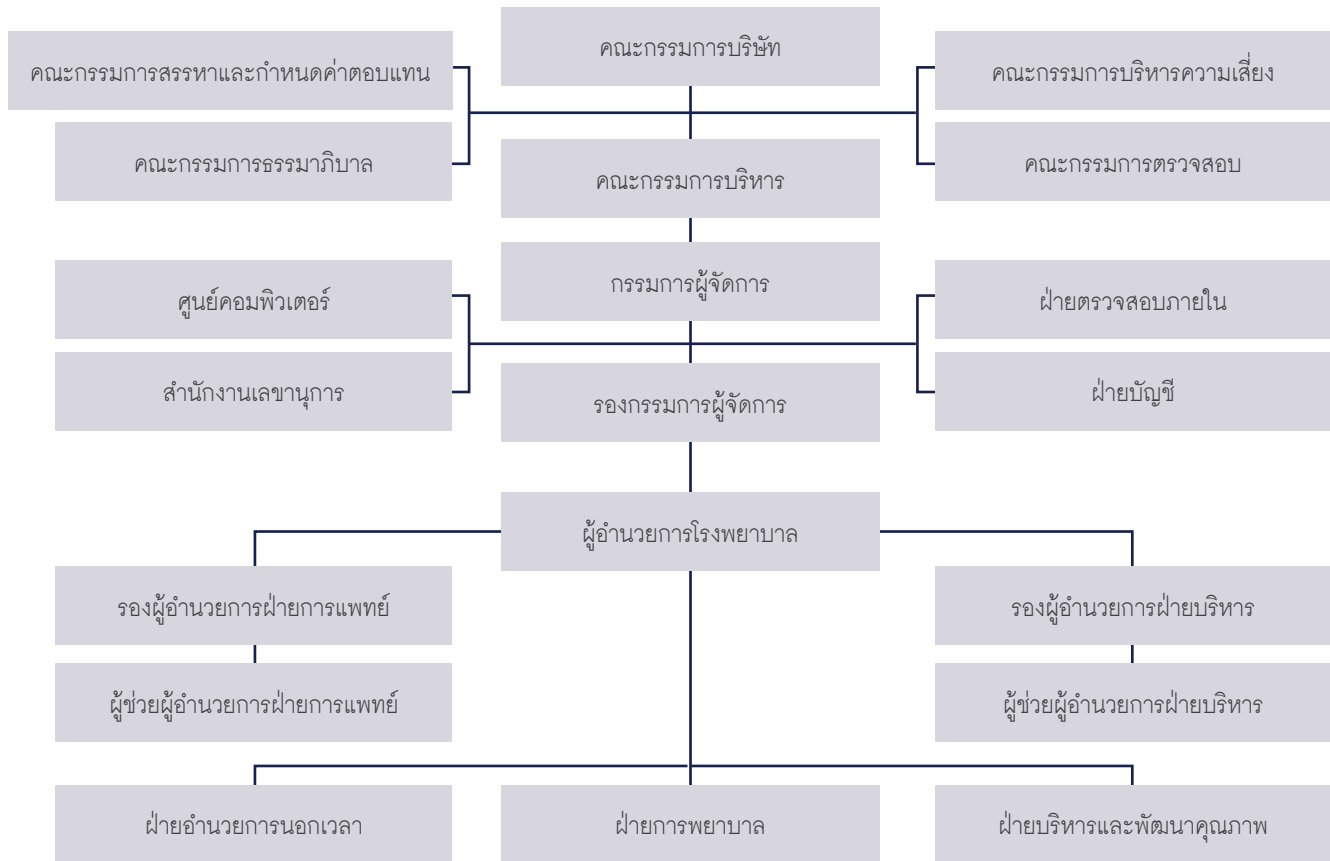 คณะกรรมการบริษัท
คณะกรรมการสรรหาและกำหนดค่าตอบแทน
คณะกรรมการบริหารความเสี่ยง
คณะกรรมการธรรมาภิบาล
คณะกรรมการตรวจสอบ
คณะกรรมการบริหาร
กรรมการผู้จัดการ
ศูนย์คอมพิวเตอร์
ฝ่ายตรวจสอบภายใน
สำนักงานเลขานุการ
ฝ่ายบัญชี
รองกรรมการผู้จัดการ
ผู้อำนวยการโรงพยาบาล
รองผู้อำนวยการฝ่ายการแพทย์
รองผู้อำนวยการฝ่ายบริหาร
ผู้ช่วยผู้อำนวยการฝ่ายการแพทย์
ผู้ช่วยผู้อำนวยการฝ่ายบริหาร
ฝ่ายอำนวยการนอกเวลา
ฝ่ายการพยาบาล
ฝ่ายบริหารและพัฒนาคุณภาพ